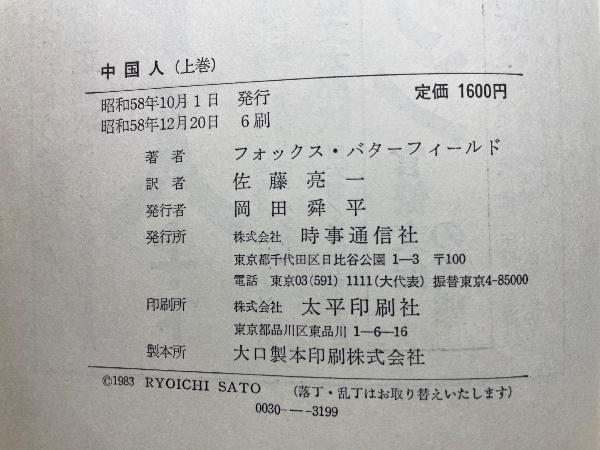 中国人（上巻）
昭和58年10月1日 発行 定価 1600円
昭和58年12月20日 6刷
著者 フォックス・バターフィールド
訳者 佐藤亮一
発行者 岡田舜平
発行所 株式会社 時事通信社
東京都千代田区日比谷公園 1―3 〒100
電話 東京03(591) 1111(大代表) 振替東京4-85000
印刷所 株式会社 太平印刷社
東京都品川区東品川 1―6―16
製本所 大口製本印刷株式会社
©1983 RYOICHI SATO （落丁・乱丁はお取り替えいたします）
0030―――3199